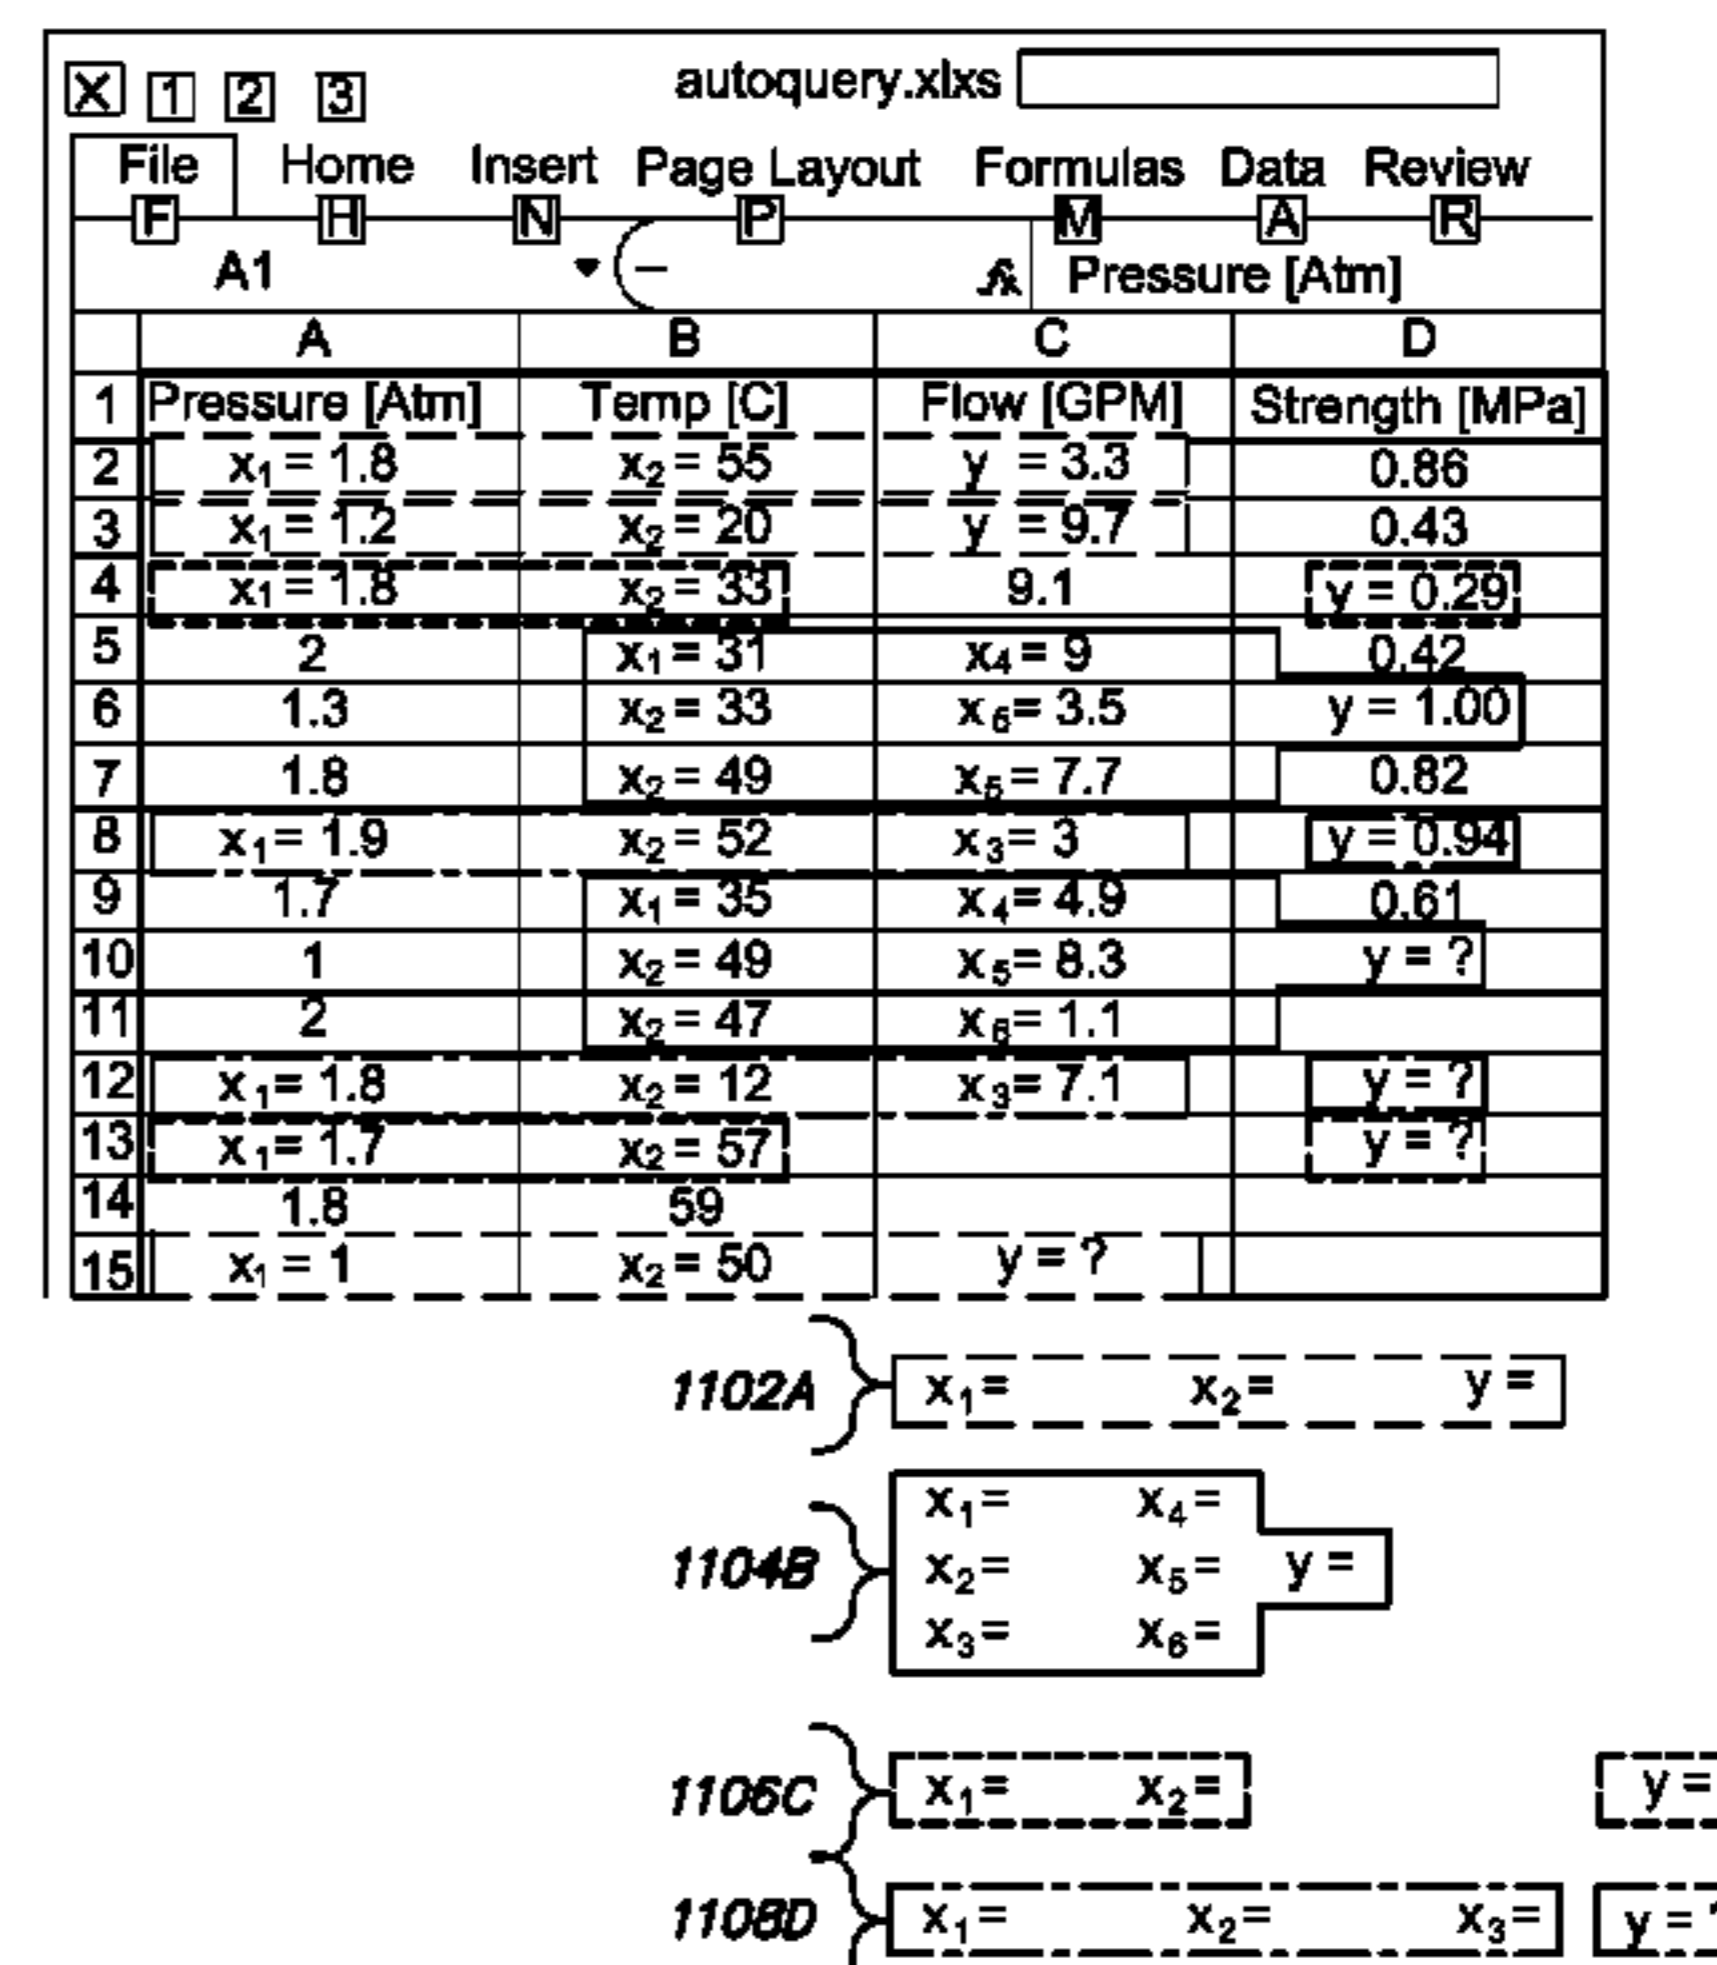 X 1 2 3 autoquery.xlxs
File Home Insert Page Layout Formulas Data Review
F H N P M A R
A1 fx Pressure [Atm]
A B C D
1 Pressure [Atm] Temp [C] Flow [GPM] Strength [MPa]
2 x₁ = 1.8 x₂ = 55 y = 3.3 0.86
3 x₁ = 1.2 x₂ = 20 y = 9.7 0.43
4 x₁ = 1.8 x₂ = 33 9.1 y = 0.29
5 2 x₁ = 31 x₄ = 9 0.42
6 1.3 x₂ = 33 x₆ = 3.5 y = 1.00
7 1.8 x₂ = 49 x₅ = 7.7 0.82
8 x₁ = 1.9 x₂ = 52 x₃ = 3 y = 0.94
9 1.7 x₁ = 35 x₄ = 4.9 0.61
10 1 x₂ = 49 x₅ = 8.3 y = ?
11 2 x₂ = 47 x₆ = 1.1
12 x₁ = 1.8 x₂ = 12 x₃ = 7.1 y = ?
13 x₁ = 1.7 x₂ = 57 y = ?
14 1.8 59
15 x₁ = 1 x₂ = 50 y = ?
1102A x₁ = x₂ = y =
x₁ = x₄ =
1104B x₂ = x₅ = y =
x₃ = x₆ =
1106C x₁ = x₂ = y =
1108D x₁ = x₂ = x₃ = y =